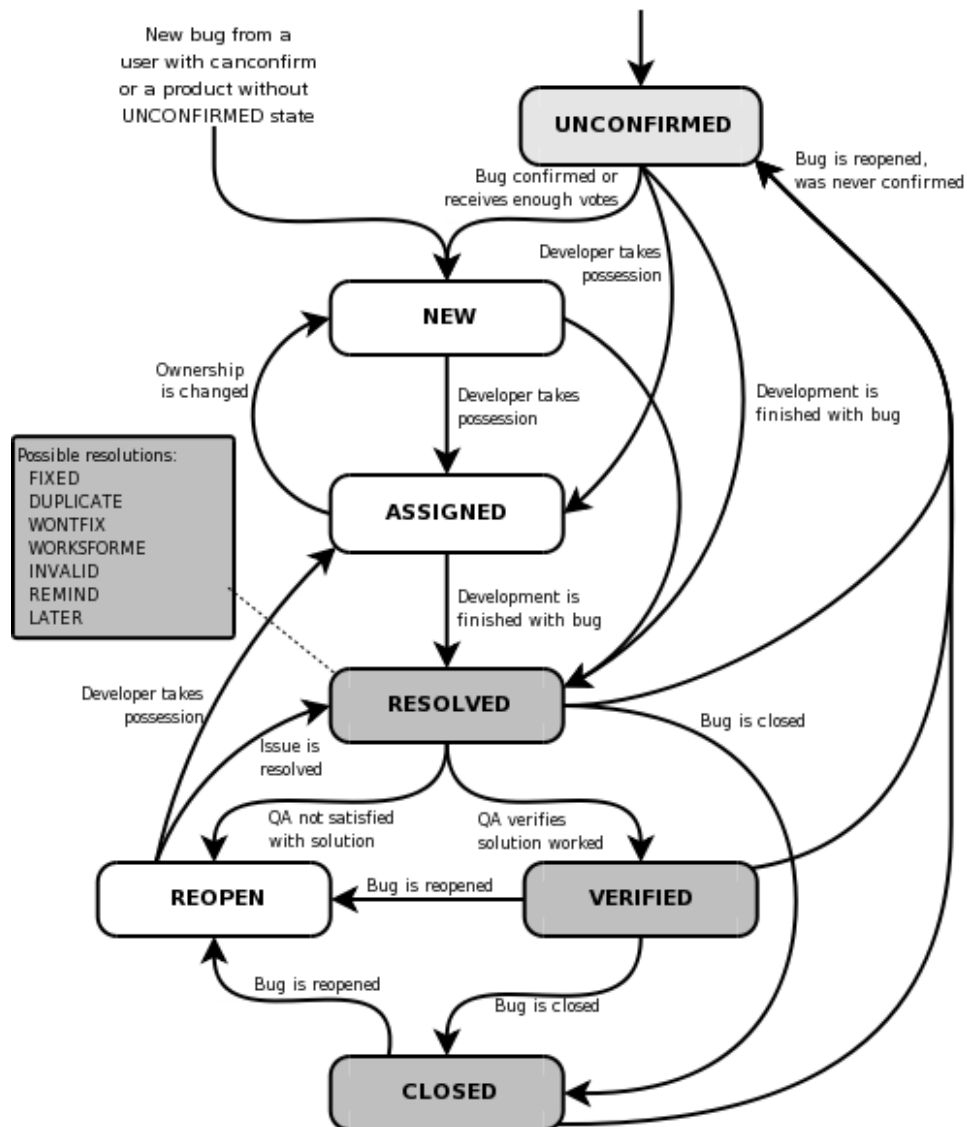 New bug from a
user with canconfirm
or a product without
UNCONFIRMED state
UNCONFIRMED
Bug is reopened,
was never confirmed
Bug confirmed or
receives enough votes
Developer takes
possession
NEW
Ownership
is changed
Developer takes
possession
Development is
finished with bug
Possible resolutions:
FIXED
DUPLICATE
WONTFIX
WORKSFORME
INVALID
REMIND
LATER
ASSIGNED
Development is
finished with bug
RESOLVED
Developer takes
possession
Issue is
resolved
Bug is closed
QA not satisfied
with solution
QA verifies
solution worked
REOPEN
Bug is reopened
VERIFIED
Bug is reopened
Bug is closed
CLOSED